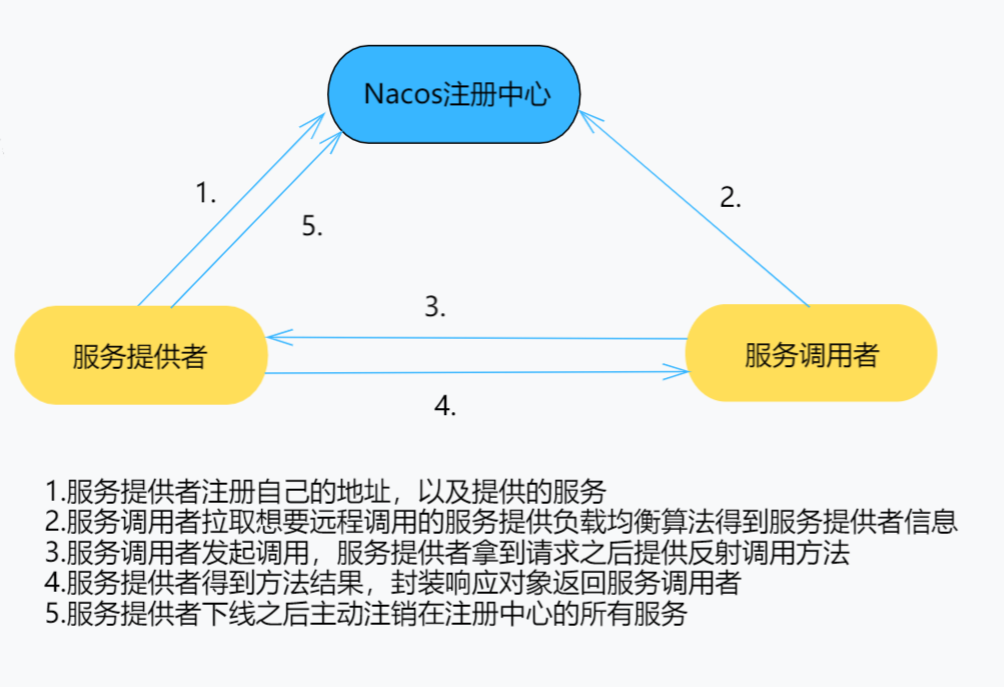 Nacos注册中心
1.
2.
5.
3.
服务提供者
服务调用者
4.
1.服务提供者注册自己的地址，以及提供的服务
2.服务调用者拉取想要远程调用的服务提供负载均衡算法得到服务提供者信息
3.服务调用者发起调用，服务提供者拿到请求之后提供反射调用方法
4.服务提供者得到方法结果，封装响应对象返回服务调用者
5.服务提供者下线之后主动注销在注册中心的所有服务